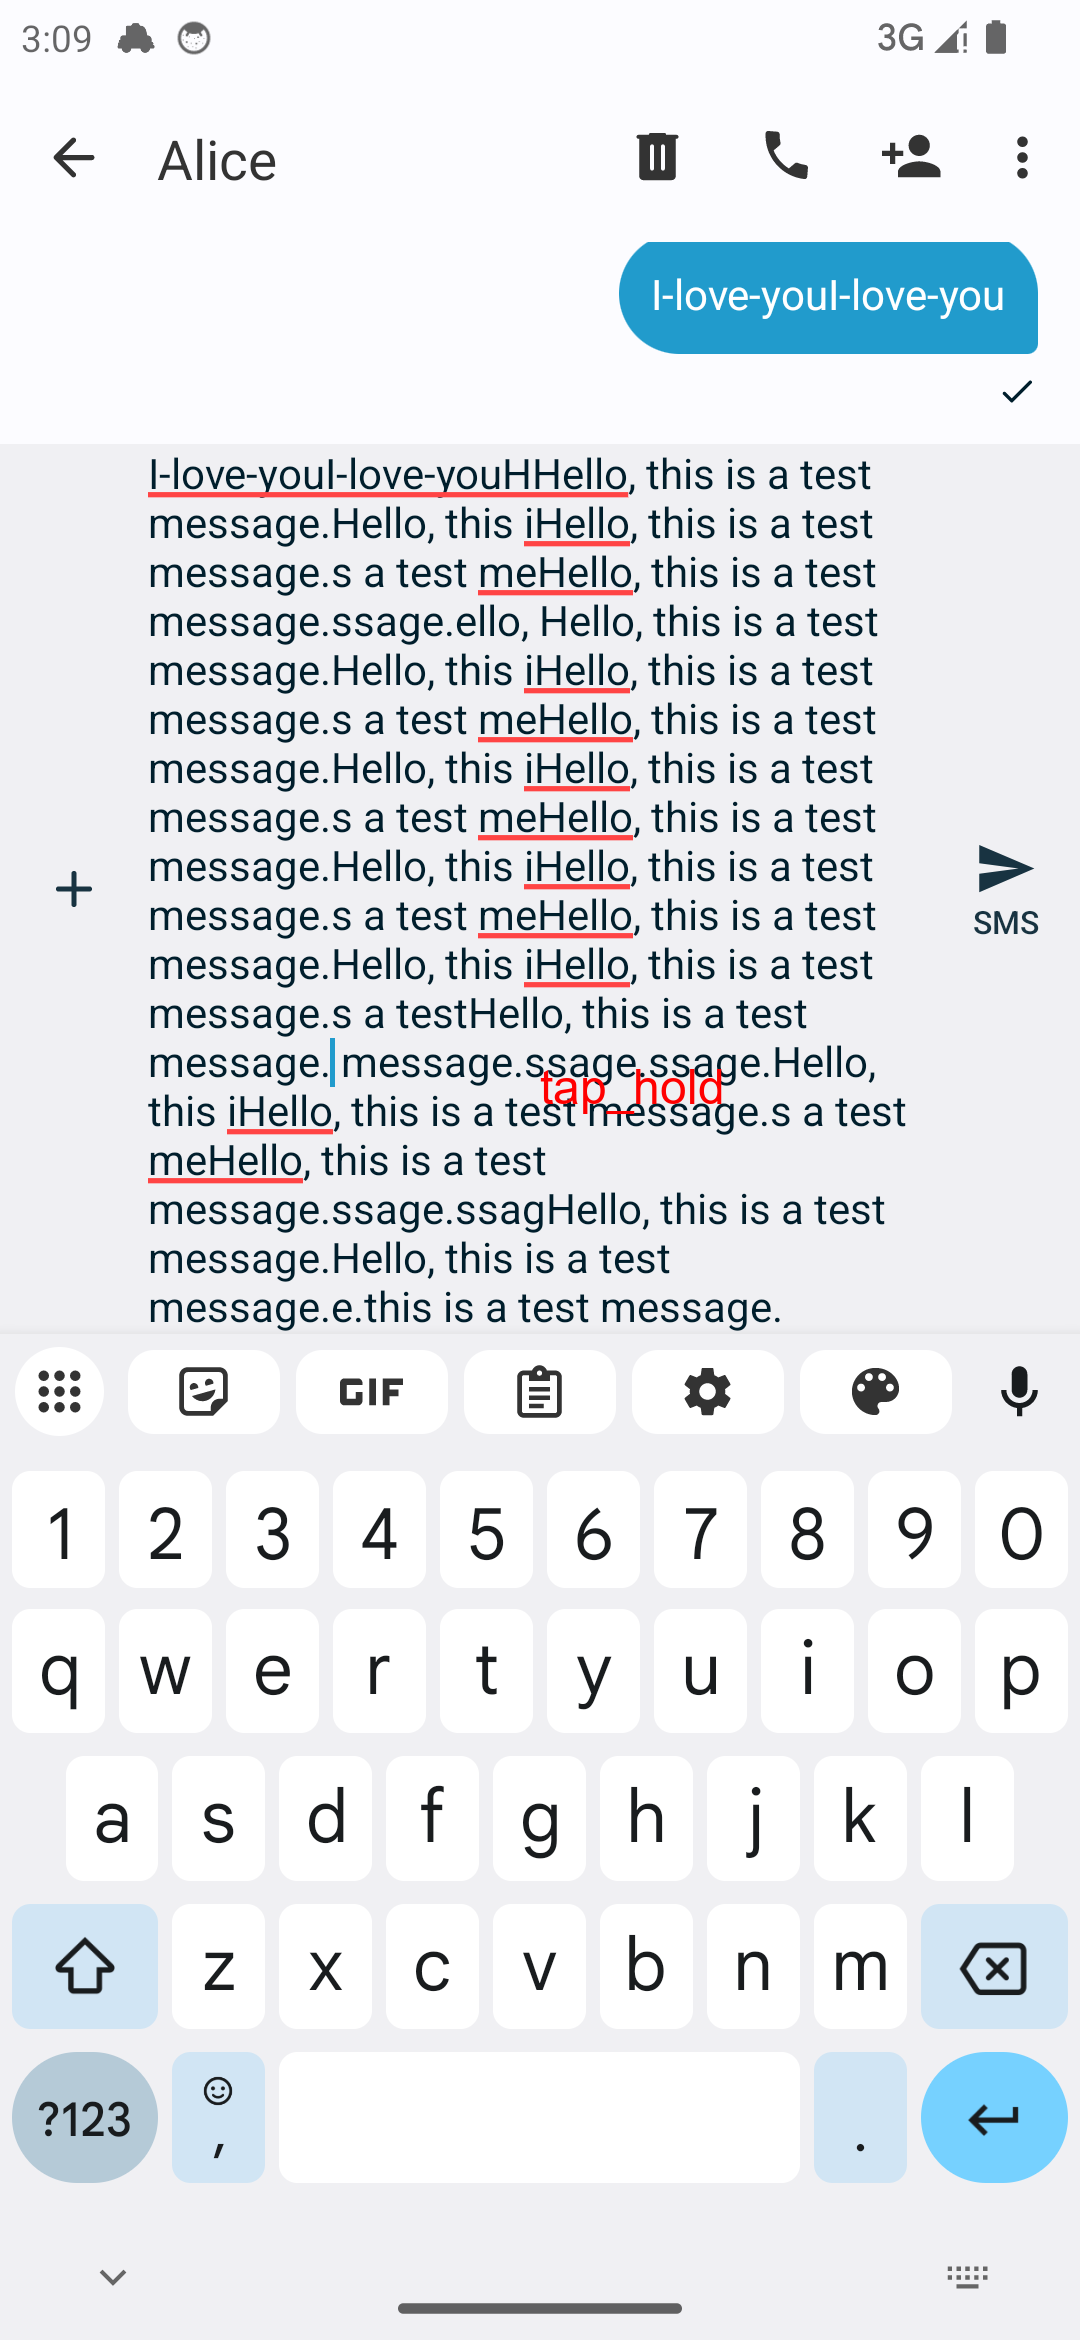 3:09
3G
Alice
I-love-youI-love-you
I-love-youI-love-youHHello, this is a test
message.Hello, this iHello, this is a test
message.s a test meHello, this is a test
message.ssage.ello, Hello, this is a test
message.Hello, this iHello, this is a test
message.s a test meHello, this is a test
message.Hello, this iHello, this is a test
message.s a test meHello, this is a test
message.Hello, this iHello, this is a test
message.s a test meHello, this is a test
message.Hello, this iHello, this is a test
message.s a testHello, this is a test
message. message.ssage.ssage.Hello,
tap_hold
this iHello, this is a test message.s a test
meHello, this is a test
message.ssage.ssagHello, this is a test
message.Hello, this is a test
message.e.this is a test message.
SMS
GIF
1 2 3 4 5 6 7 8 9 0
q w e r t y u i o p
a s d f g h j k l
z x c v b n m
?123 , .